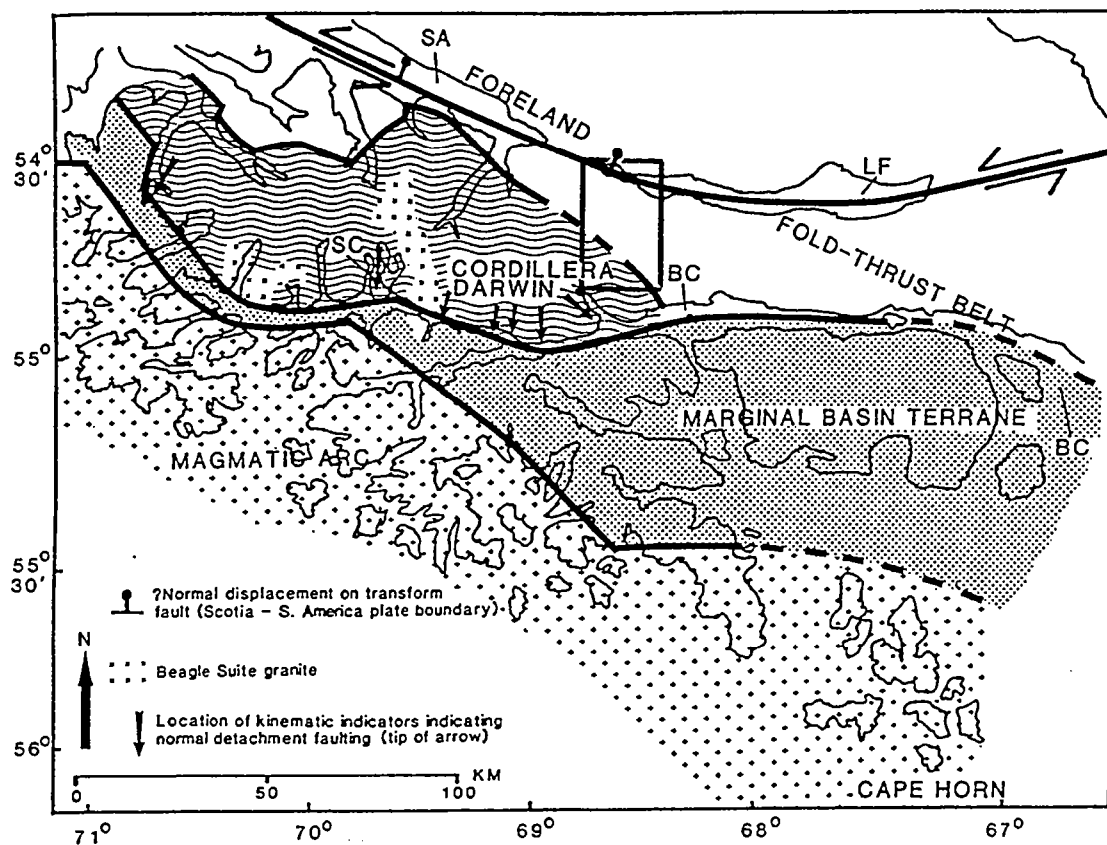 SA
FORELAND
54°
30'
LF
FOLD-THRUST BELT
SC
CORDILLERA
DARWIN
BC
55°
MARGINAL BASIN TERRANE
BC
MAGMATIC ARC
55°
30'
?Normal displacement on transform
fault (Scotia - S. America plate boundary)
N
Beagle Suite granite
Location of kinematic indicators indicating
normal detachment faulting (tip of arrow)
56°
KM
0 50 100
CAPE HORN
71° 70° 69° 68° 67°